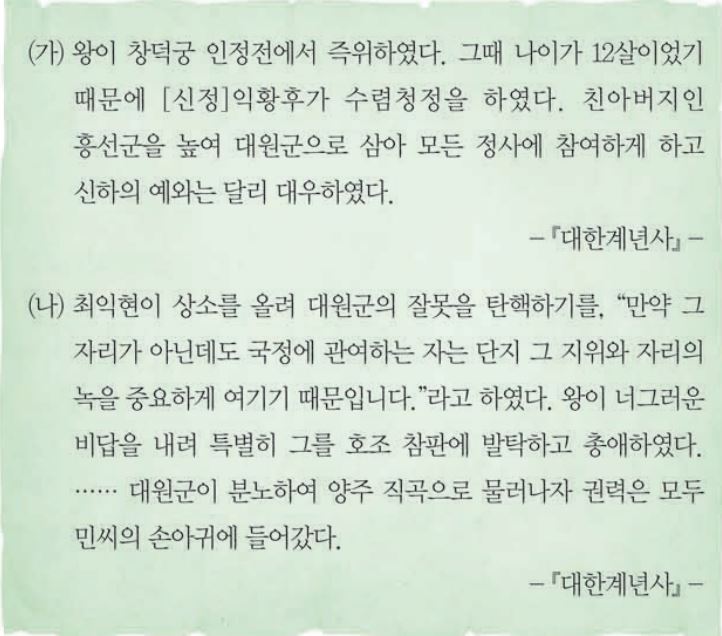 (가) 왕이 창덕궁 인정전에서 즉위하였다. 그때 나이가 12살이었기
때문에 [신정]익황후가 수렴청정을 하였다. 친아버지인
흥선군을 높여 대원군으로 삼아 모든 정사에 참여하게 하고
신하의 예와는 달리 대우하였다.
-『대한계년사』-
(나) 최익현이 상소를 올려 대원군의 잘못을 탄핵하기를, “만약 그
자리가 아닌데도 국정에 관여하는 자는 단지 그 지위와 자리의
녹을 중요하게 여기기 때문입니다.”라고 하였다. 왕이 너그러운
비답을 내려 특별히 그를 호조 참판에 발탁하고 총애하였다.
…… 대원군이 분노하여 양주 직곡으로 물러나자 권력은 모두
민씨의 손아귀에 들어갔다.
-『대한계년사』-